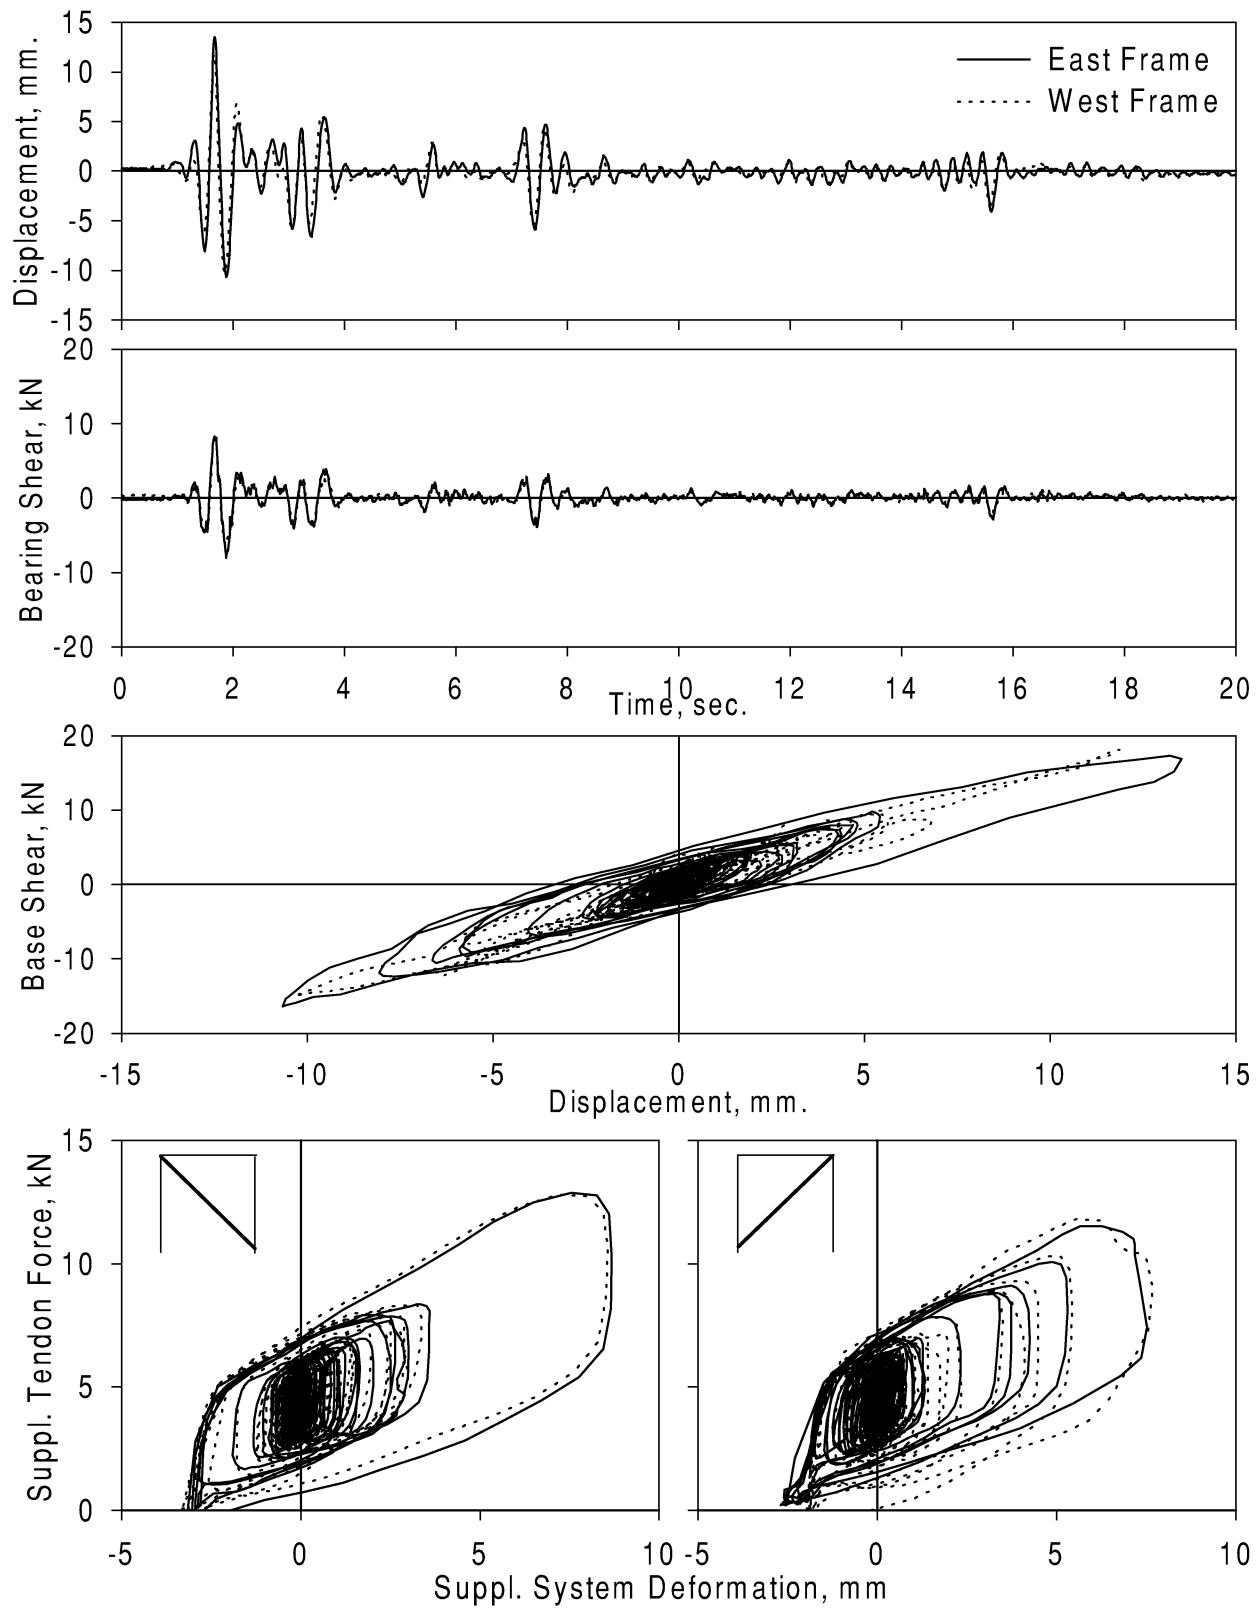 15
10
5
0
-5
-10
-15
Displacement, mm.
East Frame
West Frame
20
10
0
-10
-20
Bearing Shear, kN
0 2 4 6 8 10 12 14 16 18 20
Time, sec.
20
10
0
-10
-20
Base Shear, kN
-15 -10 -5 0 5 10 15
Displacement, mm.
15
10
5
0
Suppl. Tendon Force, kN
-5 0 5 10 -5 0 5 10
Suppl. System Deformation, mm